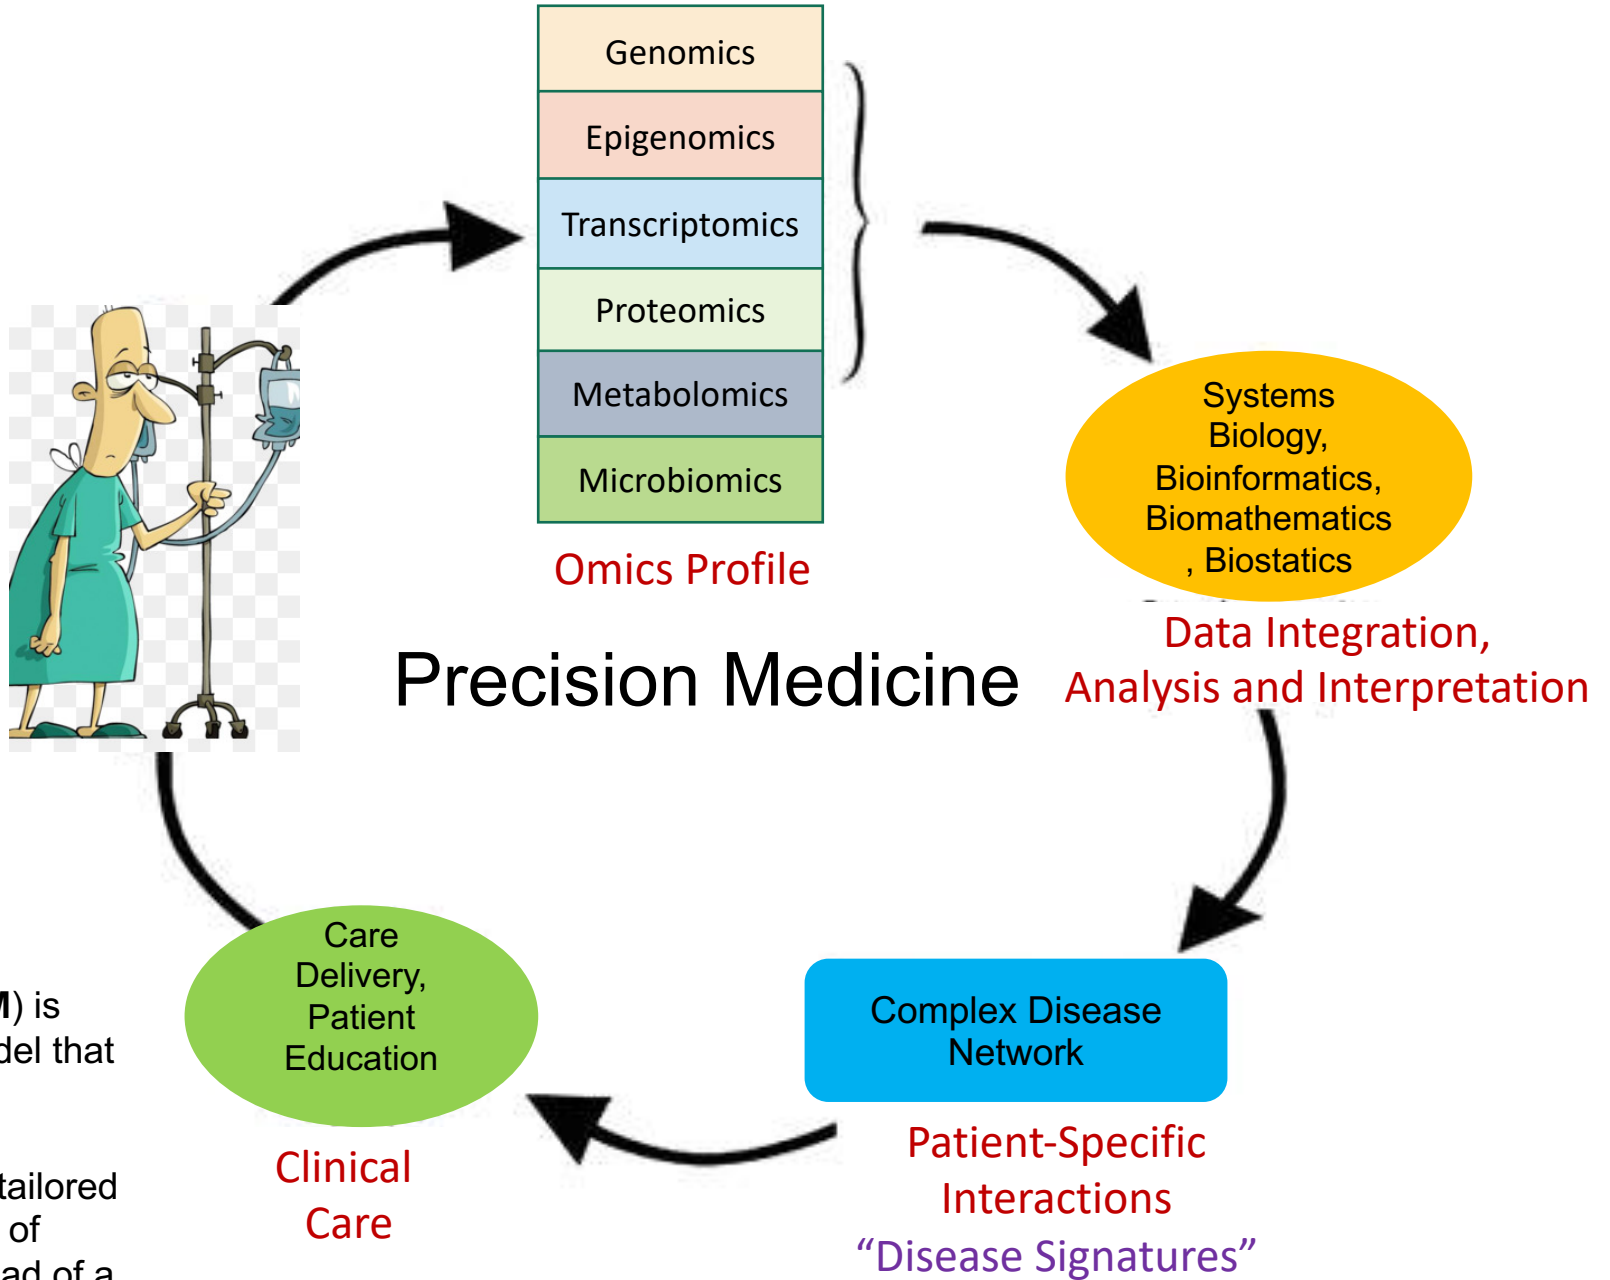 Genomics
Epigenomics
Transcriptomics
Proteomics
Metabolomics
Microbiomics
Omics Profile
Systems
Biology,
Bioinformatics,
Biomathematics
, Biostatics
Data Integration,
Analysis and Interpretation
Precision Medicine
Complex Disease
Network
Patient-Specific
Interactions
“Disease Signatures”
Care
Delivery,
Patient
Education
Clinical
Care
M) is
del that
tailored
of
ad of a